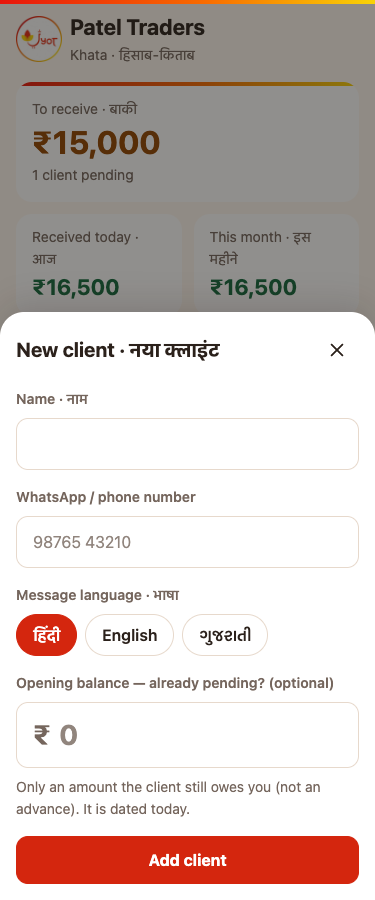 Jyot
Patel Traders
Khata · हिसाब-किताब
To receive · बाकी
₹15,000
1 client pending
Received today ·
आज
₹16,500
This month · इस
महीने
₹16,500
New client · नया क्लाइंट
Name · नाम
WhatsApp / phone number
98765 43210
Message language · भाषा
हिंदी
English
ગુજરાતી
Opening balance — already pending? (optional)
₹ 0
Only an amount the client still owes you (not an
advance). It is dated today.
Add client